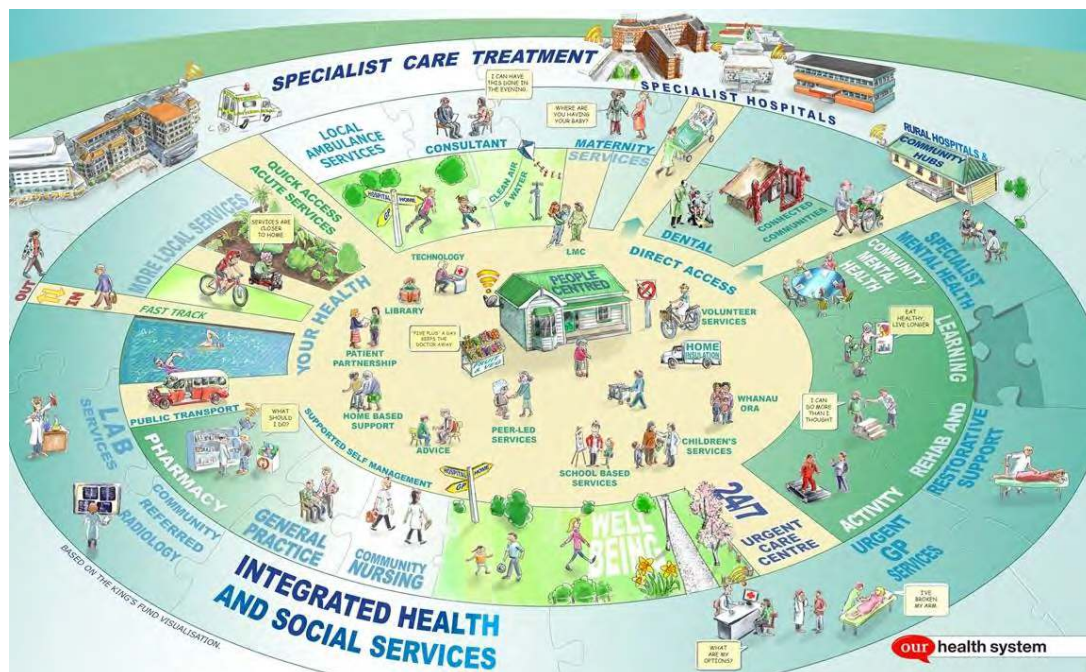 SPECIALIST CARE TREATMENT
SPECIALIST HOSPITALS
RURAL HOSPITALS &
COMMUNITY
HUBS
I CAN HAVE
THIS DONE IN
THE EVENING.
WHERE ARE
YOU HAVING
YOUR BABY?
LOCAL
AMBULANCE
SERVICES
CONSULTANT
MATERNITY
SERVICES
CLEAN AIR
& WATER
HOSPITAL
HOME
GP
QUICK ACCESS
ACUTE SERVICE
MORE LOCAL SERVICES
SERVICES ARE
CLOSER
TO HOME
OUT
IN
FAST TRACK
YOUR HEALTH
DENTAL
CONNECTED
COMMUNITIES
DIRECT ACCESS
LMC
TECHNOLOGY
LIBRARY
PEOPLE
CENTRED
VOLUNTEER
SERVICES
COMMUNITY
MENTAL
HEALTH
SPECIALIST
MENTAL HEALTH
EAT
HEALTHY
LIVE LONGER
LEARNING
PATIENT
PARTNERSHIP
"FIVE PLUS" A DAY
KEEPS THE
DOCTOR AWAY
HOME
INSULATION
HOME BASED
SUPPORT
ADVICE
PEER-LED
SERVICES
WHANAU
ORA
CHILDREN'S
SERVICES
SCHOOL BASED
SERVICES
I CAN
DO MORE
THAN I
THOUGHT
REHAB AND
RESTORATIVE
SUPPORT
ACTIVITY
PUBLIC TRANSPORT
WHAT
SHOULD
I DO?
SUPPORTED SELF MANAGEMENT
LAB
SERVICES
PHARMACY
COMMUNITY
REFERRED
RADIOLOGY
GENERAL
PRACTICE
COMMUNITY
NURSING
HOSPITAL
HOME
GP
WELL
BEING
24/7
URGENT
CARE
CENTRE
URGENT
GP
SERVICES
INTEGRATED HEALTH
AND SOCIAL SERVICES
BASED ON THE KING'S FUND VISUALISATION.
WHAT
ARE MY
OPTIONS?
I'VE
BROKEN
MY ARM.
our health system